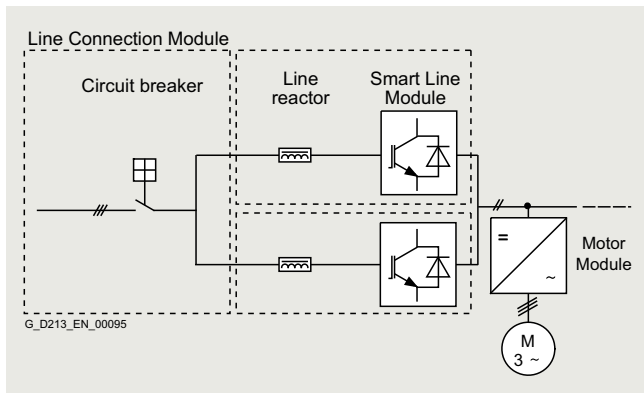 Line Connection Module
Circuit breaker
Line
reactor
Smart Line
Module
=
~
Motor
Module
M
3 ~
G_D213_EN_00095